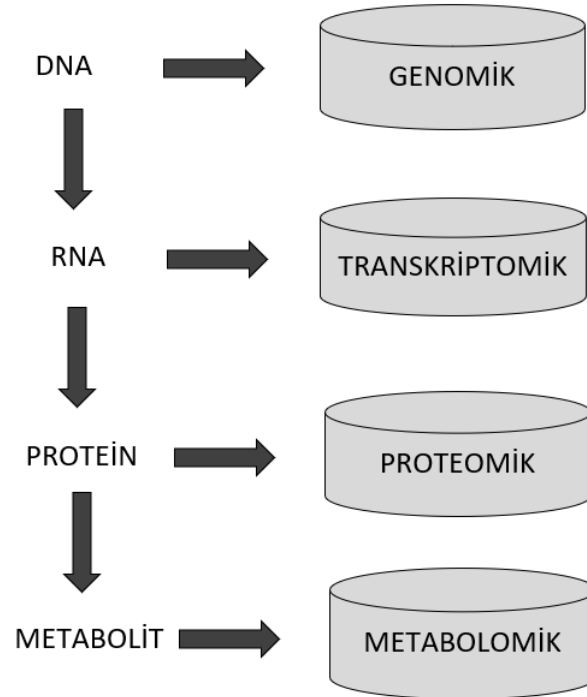 DNA
GENOMİK
RNA
TRANSKRİPTOMİK
PROTEİN
PROTEOMİK
METABOLİT
METABOLOMİK